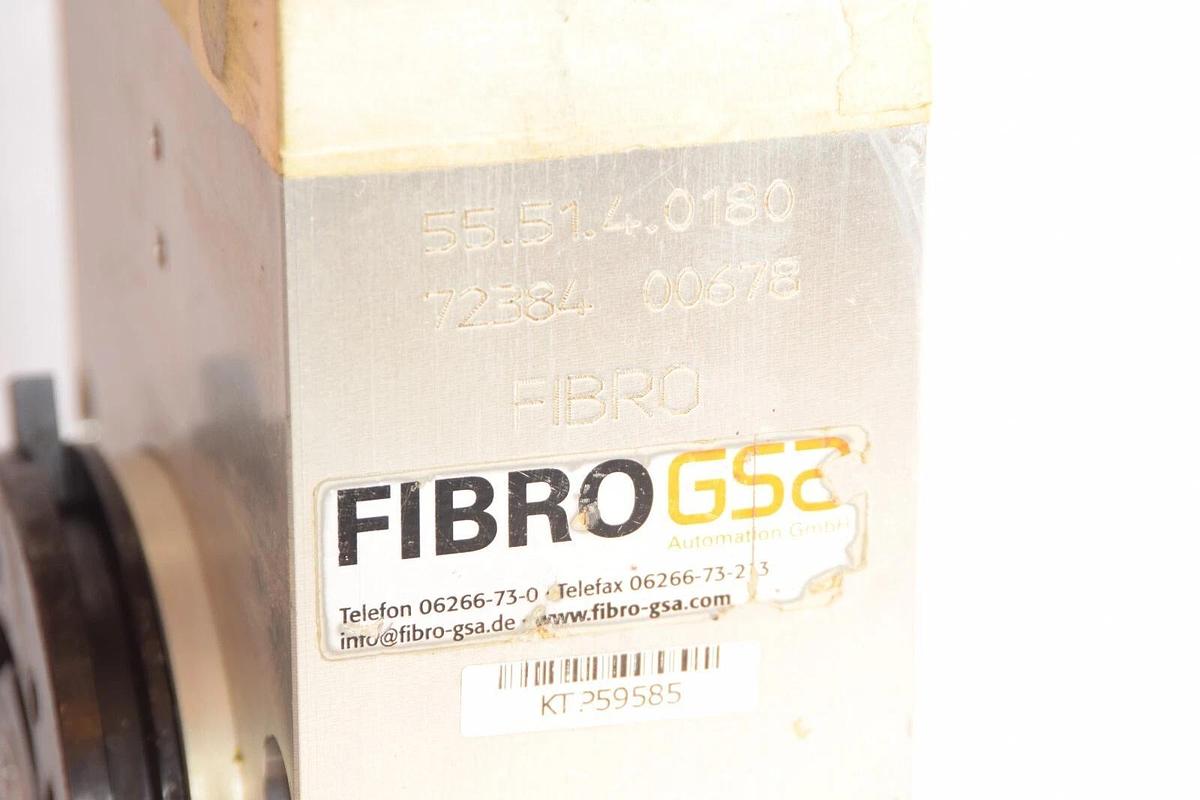 55.51.4.0180
72384 00678
FIBRO
FIBRO GSA
Automation GmbH
Telefon 06266-73-0 · Telefax 06266-73-213
info@fibro-gsa.de · www.fibro-gsa.com